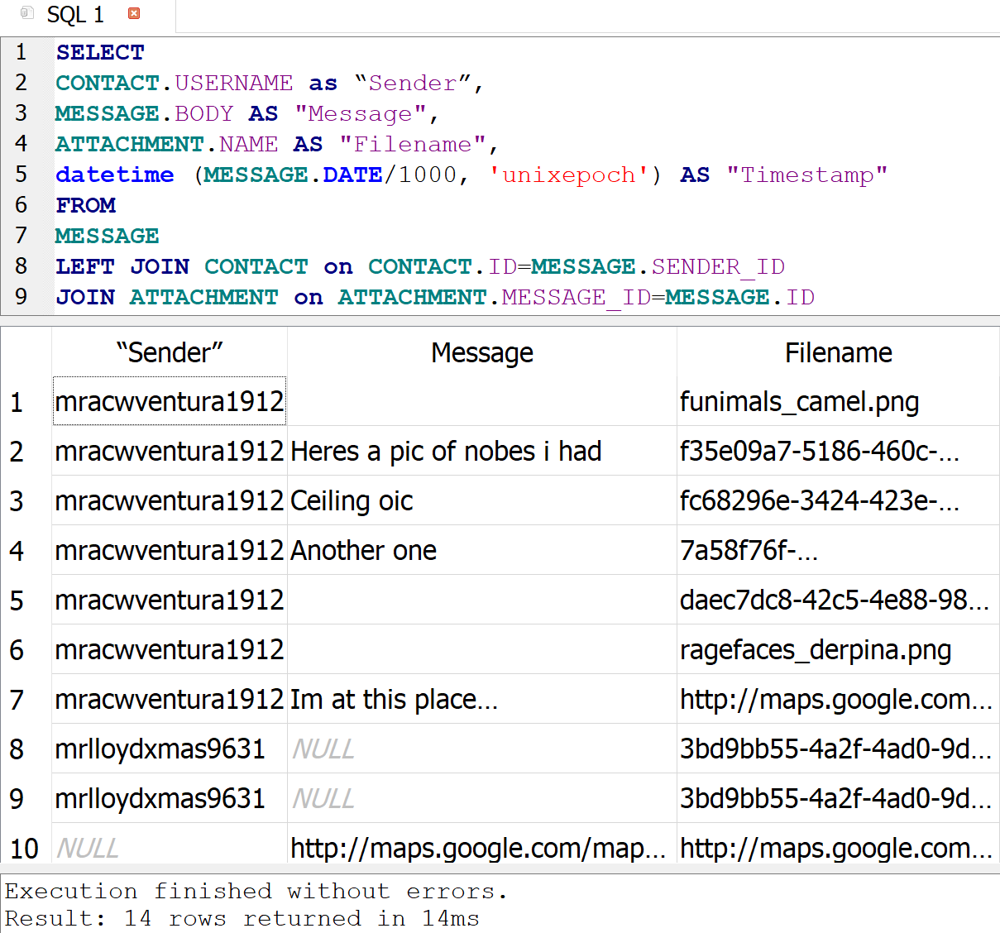 SQL 1
1 SELECT
2 CONTACT.USERNAME as “Sender”,
3 MESSAGE.BODY AS "Message",
4 ATTACHMENT.NAME AS "Filename",
5 datetime (MESSAGE.DATE/1000, 'unixepoch') AS "Timestamp"
6 FROM
7 MESSAGE
8 LEFT JOIN CONTACT on CONTACT.ID=MESSAGE.SENDER_ID
9 JOIN ATTACHMENT on ATTACHMENT.MESSAGE_ID=MESSAGE.ID
“Sender” Message Filename
1 mracwventura1912 funimals_camel.png
2 mracwventura1912 Heres a pic of nobes i had f35e09a7-5186-460c-...
3 mracwventura1912 Ceiling oic fc68296e-3424-423e-...
4 mracwventura1912 Another one 7a58f76f-...
5 mracwventura1912 daec7dc8-42c5-4e88-98...
6 mracwventura1912 ragefaces_derpina.png
7 mracwventura1912 Im at this place... http://maps.google.com...
8 mrlloydxmas9631 NULL 3bd9bb55-4a2f-4ad0-9d...
9 mrlloydxmas9631 NULL 3bd9bb55-4a2f-4ad0-9d...
10 NULL http://maps.google.com/map... http://maps.google.com...
Execution finished without errors.
Result: 14 rows returned in 14ms